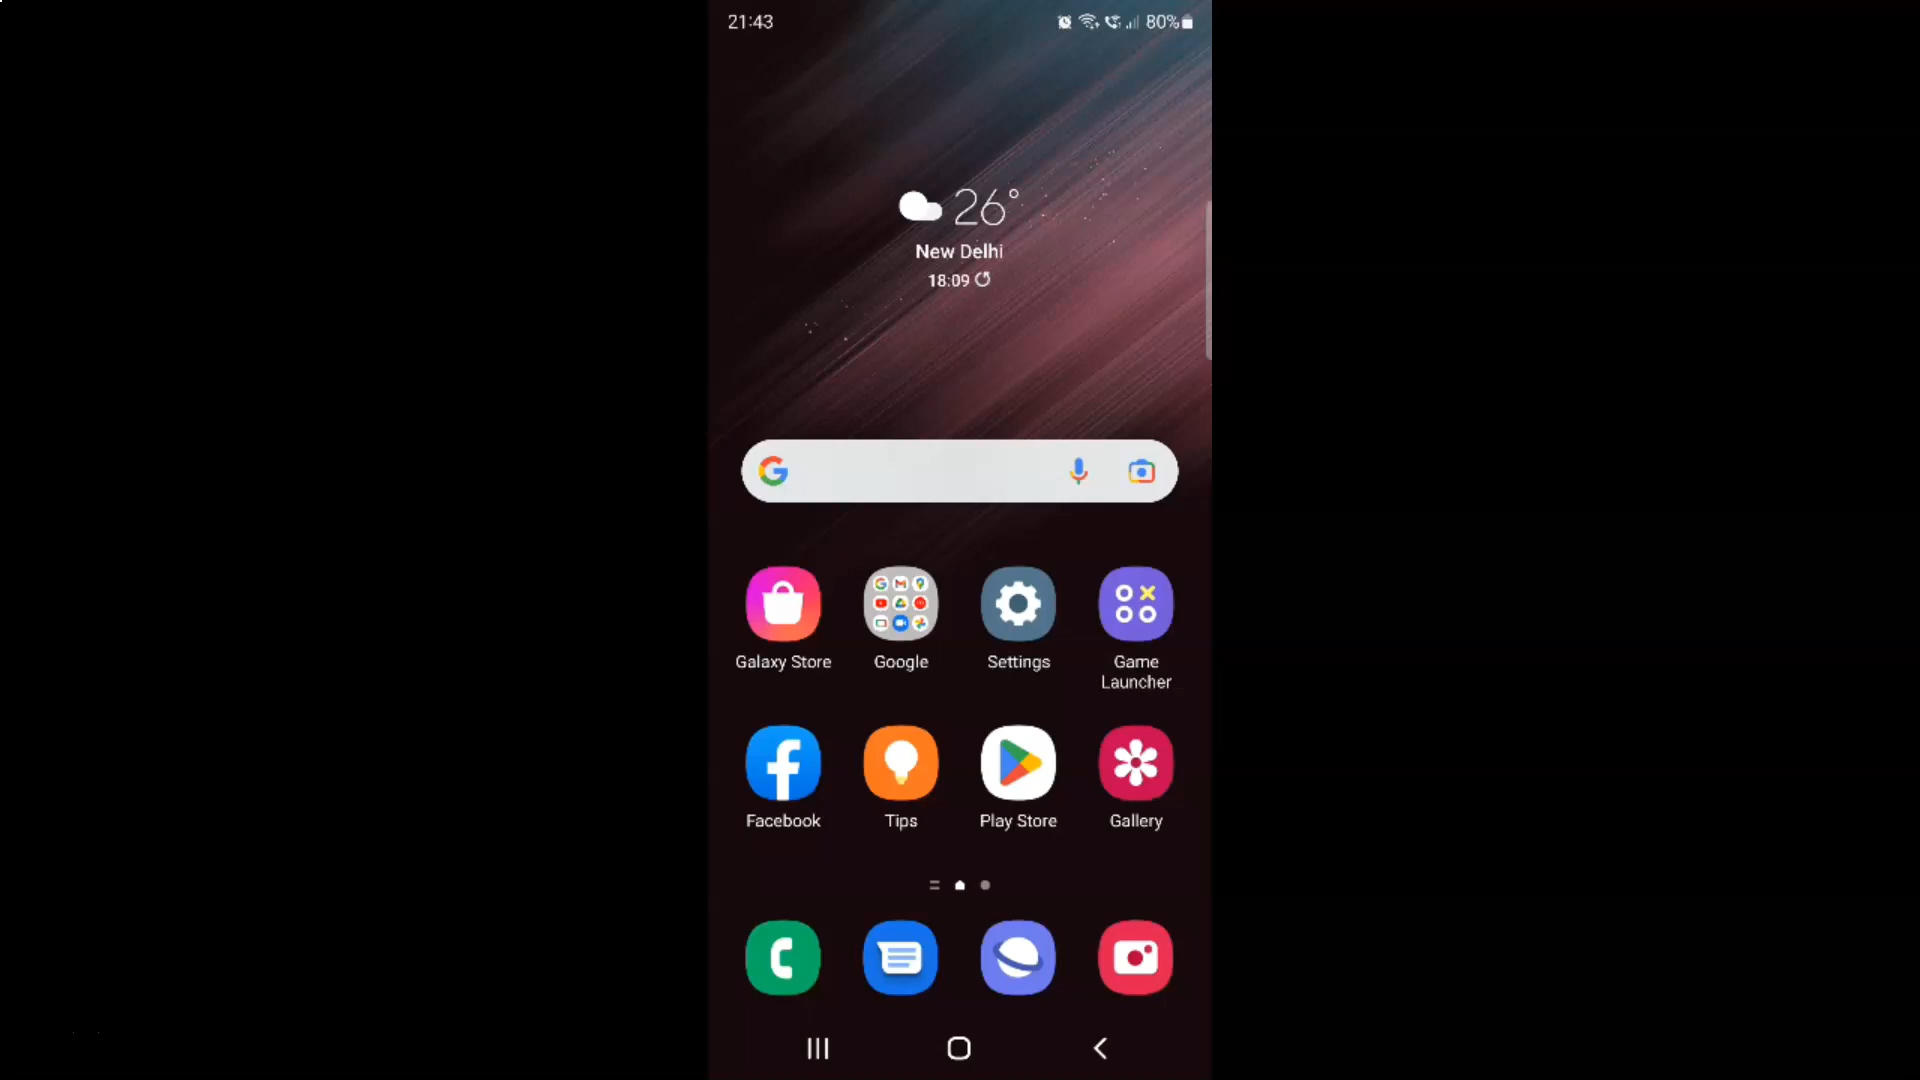 21:43
80%
26°
New Delhi
18:09
Galaxy Store
Google
Settings
Game
Launcher
Facebook
Tips
Play Store
Gallery